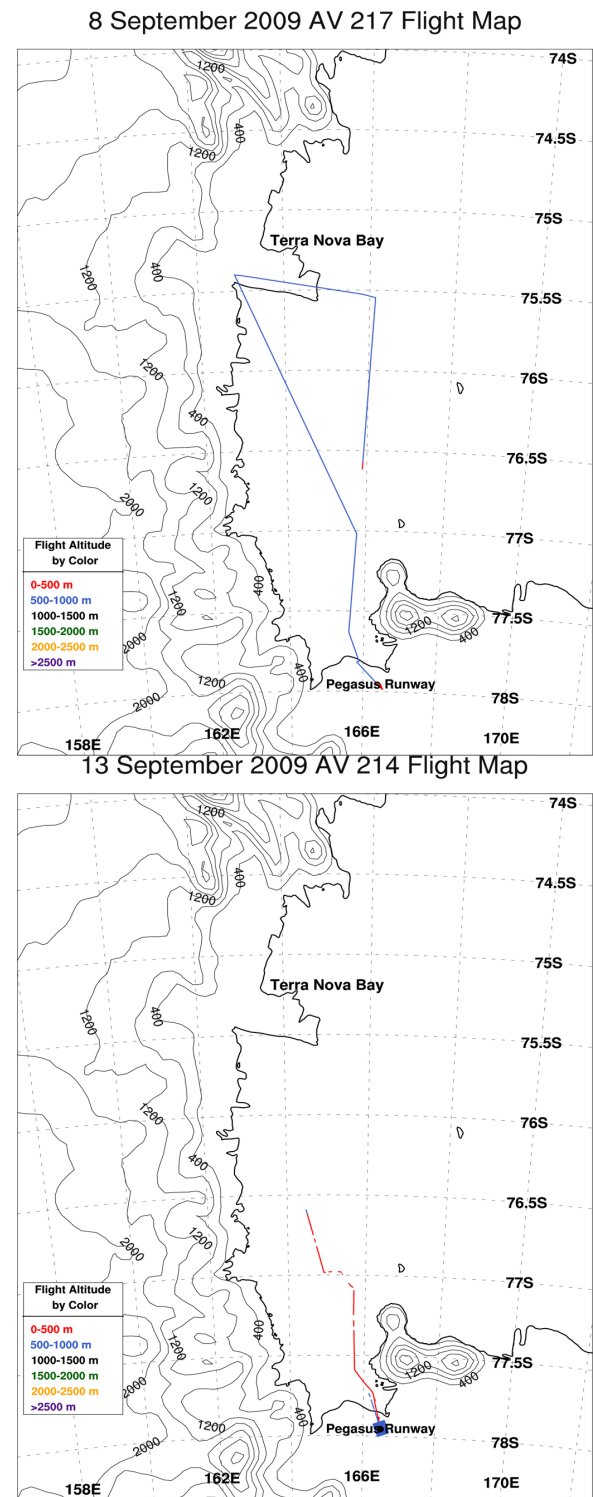 8 September 2009 AV 217 Flight Map
1200
74S
400
74.5S
1200
75S
Terra Nova Bay
1200
400
75.5S
1200
76S
400
76.5S
1200
2000
77S
Flight Altitude
by Color
0-500 m
500-1000 m
1000-1500 m
1500-2000 m
2000-2500 m
>2500 m
400
1200
77.5S
1200
400
2000
400
1200
Pegasus Runway
2000
78S
158E
162E
166E
170E
13 September 2009 AV 214 Flight Map
1200
74S
400
74.5S
1200
75S
Terra Nova Bay
1200
400
75.5S
1200
76S
400
76.5S
1200
2000
77S
Flight Altitude
by Color
0-500 m
500-1000 m
1000-1500 m
1500-2000 m
2000-2500 m
>2500 m
400
1200
77.5S
1200
400
2000
400
1200
Pegasus Runway
2000
78S
158E
162E
166E
170E